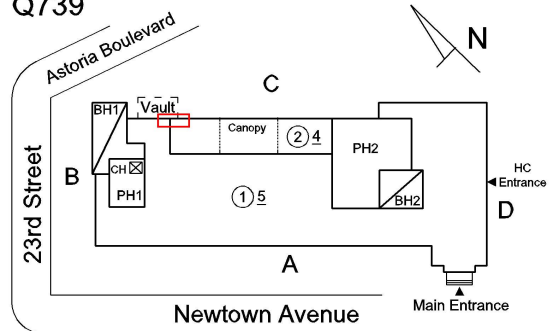 Q739
Astoria Boulevard
N
C
BH1
Vault
Canopy
② 4
PH2
CH
PH1
B
23rd Street
① 5
BH2
HC
Entrance
D
A
Newtown Avenue
Main Entrance